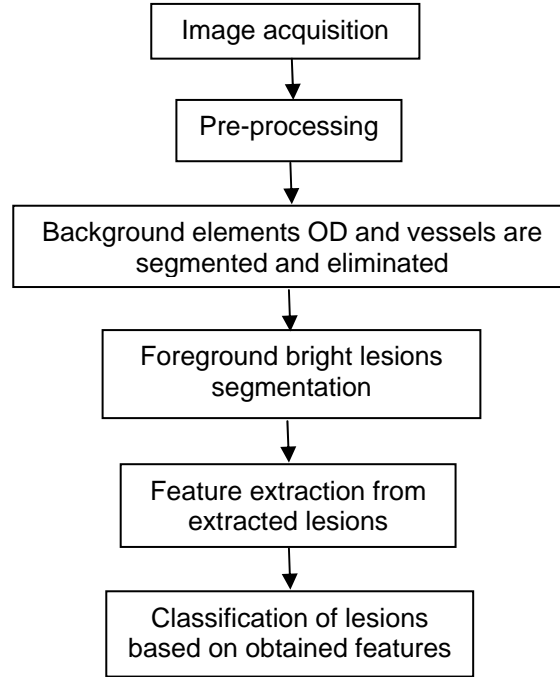 Image acquisition
Pre-processing
Background elements OD and vessels are
segmented and eliminated
Foreground bright lesions
segmentation
Feature extraction from
extracted lesions
Classification of lesions
based on obtained features